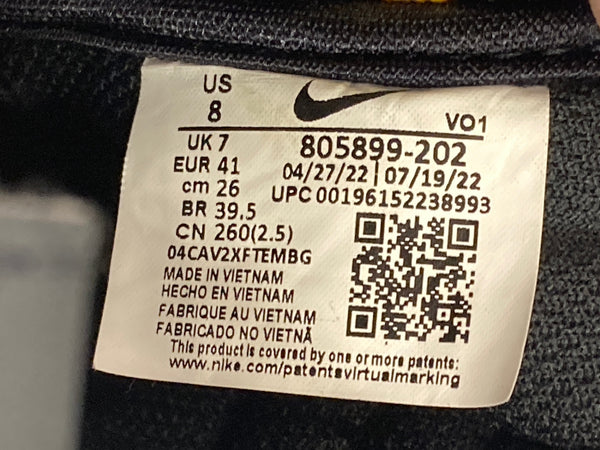 US
8
VO1
UK 7
805899-202
EUR 41
04/27/22 | 07/19/22
cm 26
UPC 00196152238993
BR 39.5
CN 260(2.5)
04CAV2XFTEMBG
MADE IN VIETNAM
HECHO EN VIETNAM
FABRIQUE AU VIETNAM
FABRICADO NO VIETNÃ
This product is covered by one or more patents:
www.nike.com/patentsvirtualmarking